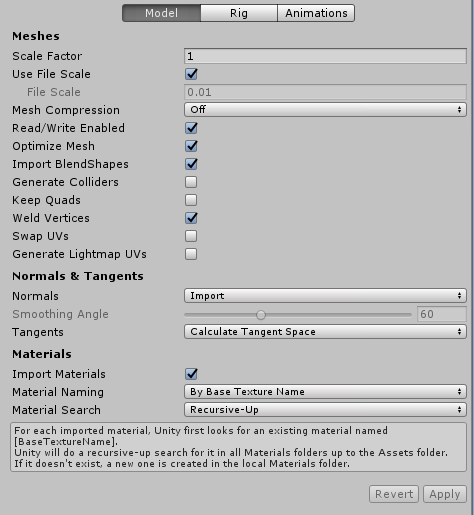 Model Rig Animations
Meshes
Scale Factor 1
Use File Scale
File Scale 0.01
Mesh Compression Off
Read/Write Enabled
Optimize Mesh
Import BlendShapes
Generate Colliders
Keep Quads
Weld Vertices
Swap UVs
Generate Lightmap UVs
Normals & Tangents
Normals Import
Smoothing Angle 60
Tangents Calculate Tangent Space
Materials
Import Materials
Material Naming By Base Texture Name
Material Search Recursive-Up
For each imported material, Unity first looks for an existing material named
[BaseTextureName].
Unity will do a recursive-up search for it in all Materials folders up to the Assets folder.
If it doesn't exist, a new one is created in the local Materials folder.
Revert Apply